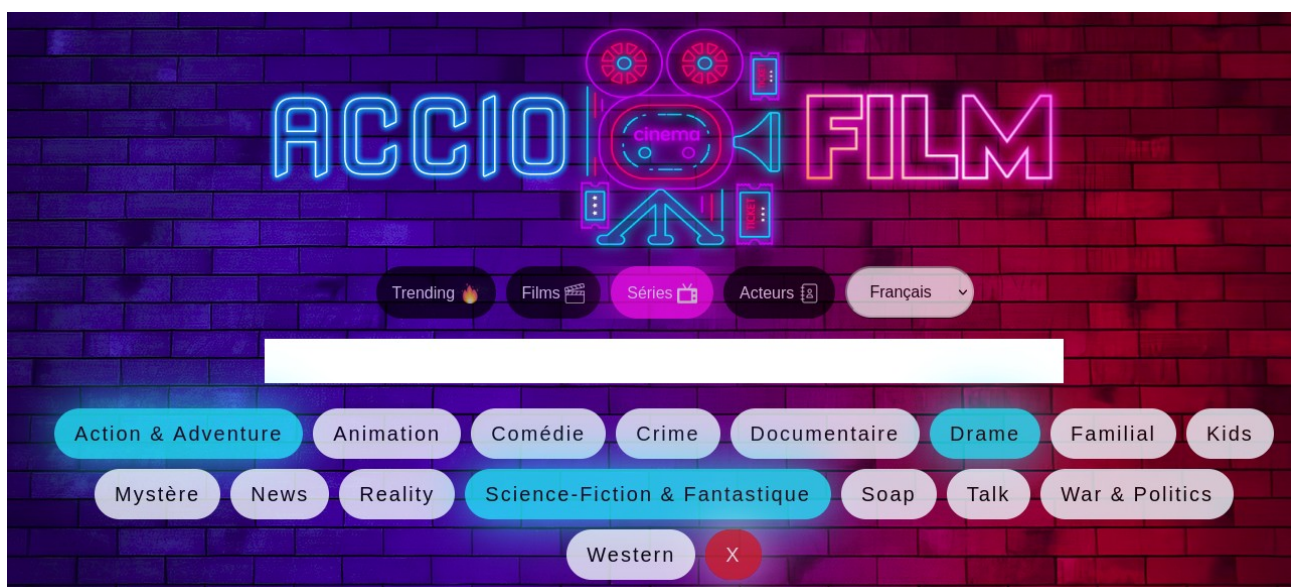 ACCIO cinema FILM
TICKET
Trending Films Séries Acteurs Français
Action & Adventure Animation Comédie Crime Documentaire Drame Familial Kids
Mystère News Reality Science-Fiction & Fantastique Soap Talk War & Politics
Western X